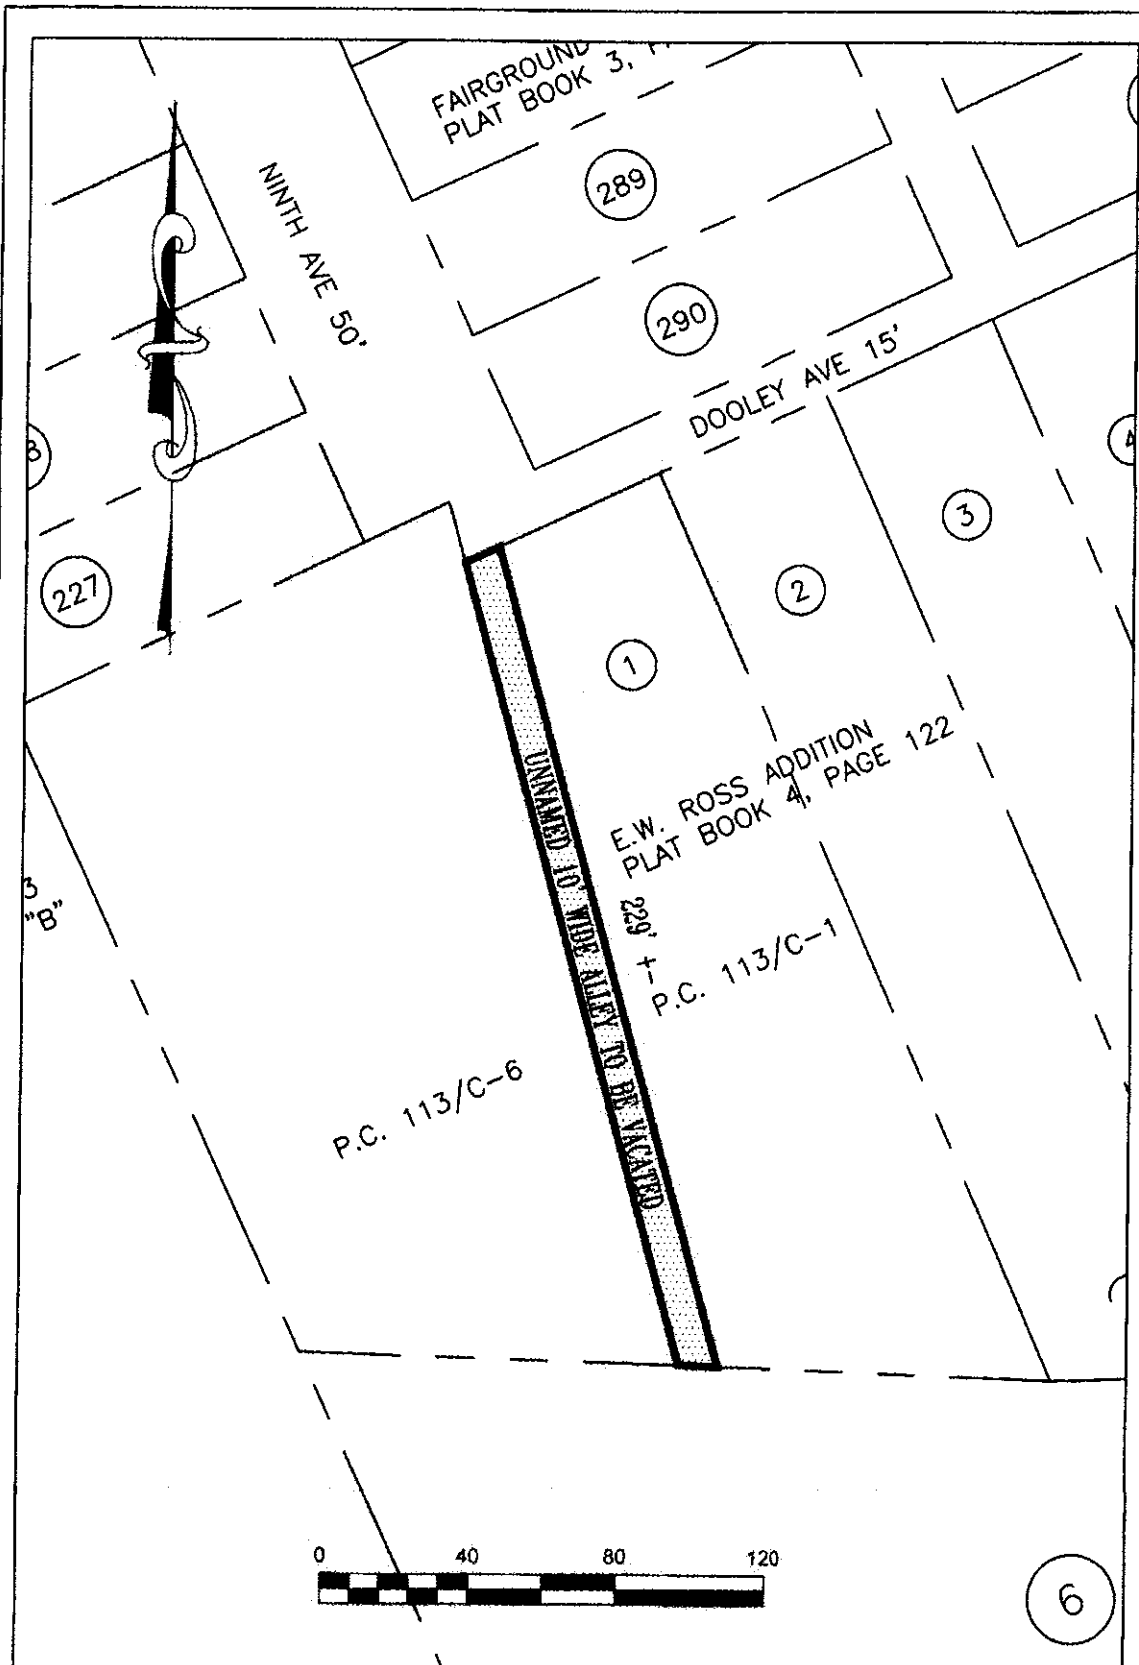 FAIRGROUND
PLAT BOOK 3,
289
NINTH AVE 50'
290
DOOLEY AVE 15'
8
4
3
227
2
1
E.W. ROSS ADDITION
PLAT BOOK 4, PAGE 122
UNNAMED 10' WIDE ALLEY TO BE VACATED
229' +-
3
"B"
P.C. 113/C-1
P.C. 113/C-6
0 40 80 120
6